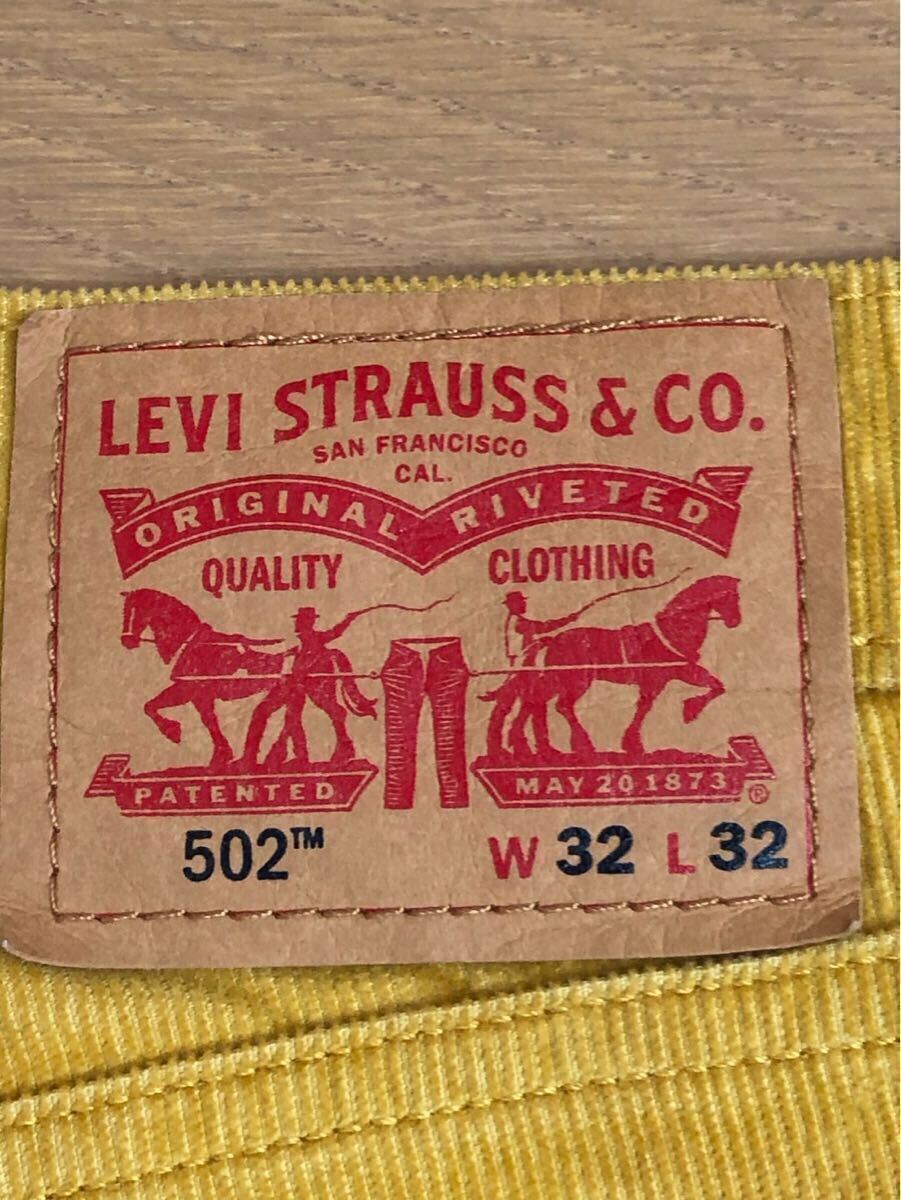 LEVI STRAUSS & CO.
SAN FRANCISCO
CAL.
ORIGINAL RIVETED
QUALITY CLOTHING
PATENTED MAY 20 1873 ®
502™ W 32 L 32